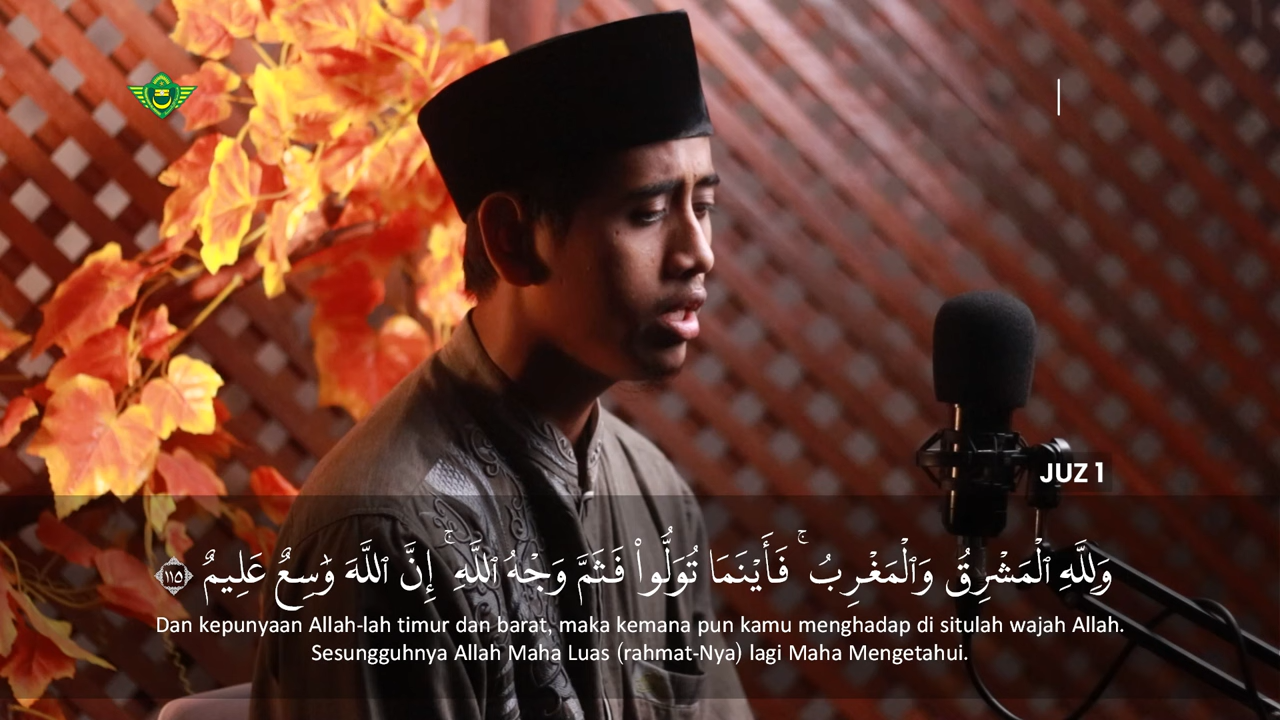 JUZ 1
وَلِلَّهِ ٱلْمَشْرِقُ وَٱلْمَغْرِبُ ۚ فَأَيْنَمَا تُوَلُّوا۟ فَثَمَّ وَجْهُ ٱللَّهِ ۚ إِنَّ ٱللَّهَ وَٰسِعٌ عَلِيمٌ ١١٥
Dan kepunyaan Allah-lah timur dan barat, maka kemana pun kamu menghadap di situlah wajah Allah.
Sesungguhnya Allah Maha Luas (rahmat-Nya) lagi Maha Mengetahui.